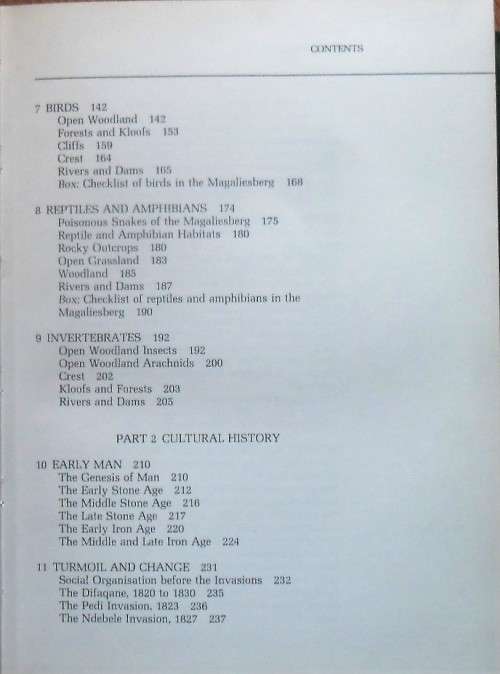 CONTENTS
7 BIRDS 142
Open Woodland 142
Forests and Kloofs 153
Cliffs 159
Crest 164
Rivers and Dams 165
Box: Checklist of birds in the Magaliesberg 168
8 REPTILES AND AMPHIBIANS 174
Poisonous Snakes of the Magaliesberg 175
Reptile and Amphibian Habitats 180
Rocky Outcrops 180
Open Grassland 183
Woodland 185
Rivers and Dams 187
Box: Checklist of reptiles and amphibians in the
Magaliesberg 190
9 INVERTEBRATES 192
Open Woodland Insects 192
Open Woodland Arachnids 200
Crest 202
Kloofs and Forests 203
Rivers and Dams 205
PART 2 CULTURAL HISTORY
10 EARLY MAN 210
The Genesis of Man 210
The Early Stone Age 212
The Middle Stone Age 216
The Late Stone Age 217
The Early Iron Age 220
The Middle and Late Iron Age 224
11 TURMOIL AND CHANGE 231
Social Organisation before the Invasions 232
The Difaqane, 1820 to 1830 235
The Pedi Invasion, 1823 236
The Ndebele Invasion, 1827 237